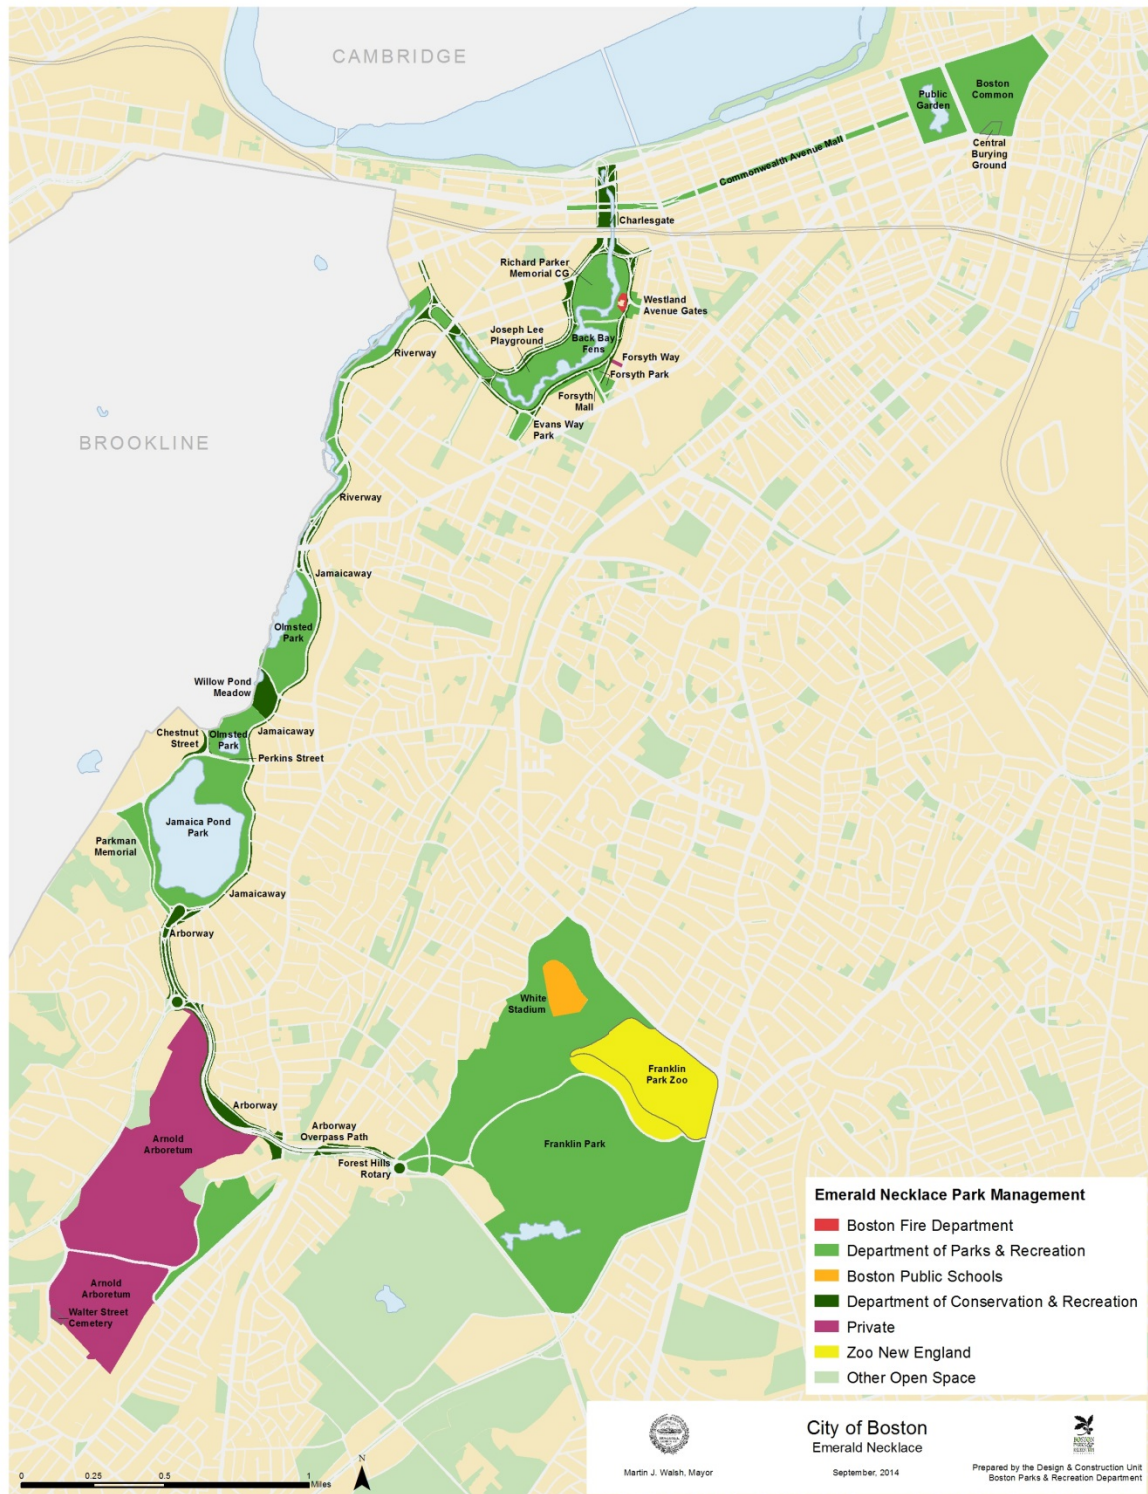 CAMBRIDGE
Boston
Common
Public
Garden
Central
Burying
Ground
Commonwealth Avenue Mall
Charlesgate
Richard Parker
Memorial CG
Westland
Avenue Gates
Joseph Lee
Playground
Back Bay
Fens
Riverway
Forsyth Way
Forsyth Park
Forsyth
Mall
Evans Way
Park
BROOKLINE
Riverway
Jamaicaway
Olmsted
Park
Willow Pond
Meadow
Chestnut
Street
Olmsted
Park
Jamaicaway
Perkins Street
Jamaica Pond
Park
Parkman
Memorial
Jamaicaway
Arborway
White
Stadium
Franklin
Park Zoo
Arborway
Arborway
Overpass Path
Arnold
Arboretum
Franklin Park
Forest Hills
Rotary
Arnold
Arboretum
Walter Street
Cemetery
Emerald Necklace Park Management
Boston Fire Department
Department of Parks & Recreation
Boston Public Schools
Department of Conservation & Recreation
Private
Zoo New England
Other Open Space
City of Boston
Emerald Necklace
Martin J. Walsh, Mayor
September, 2014
Prepared by the Design & Construction Unit
Boston Parks & Recreation Department
N
0 0.25 0.5 1
Miles